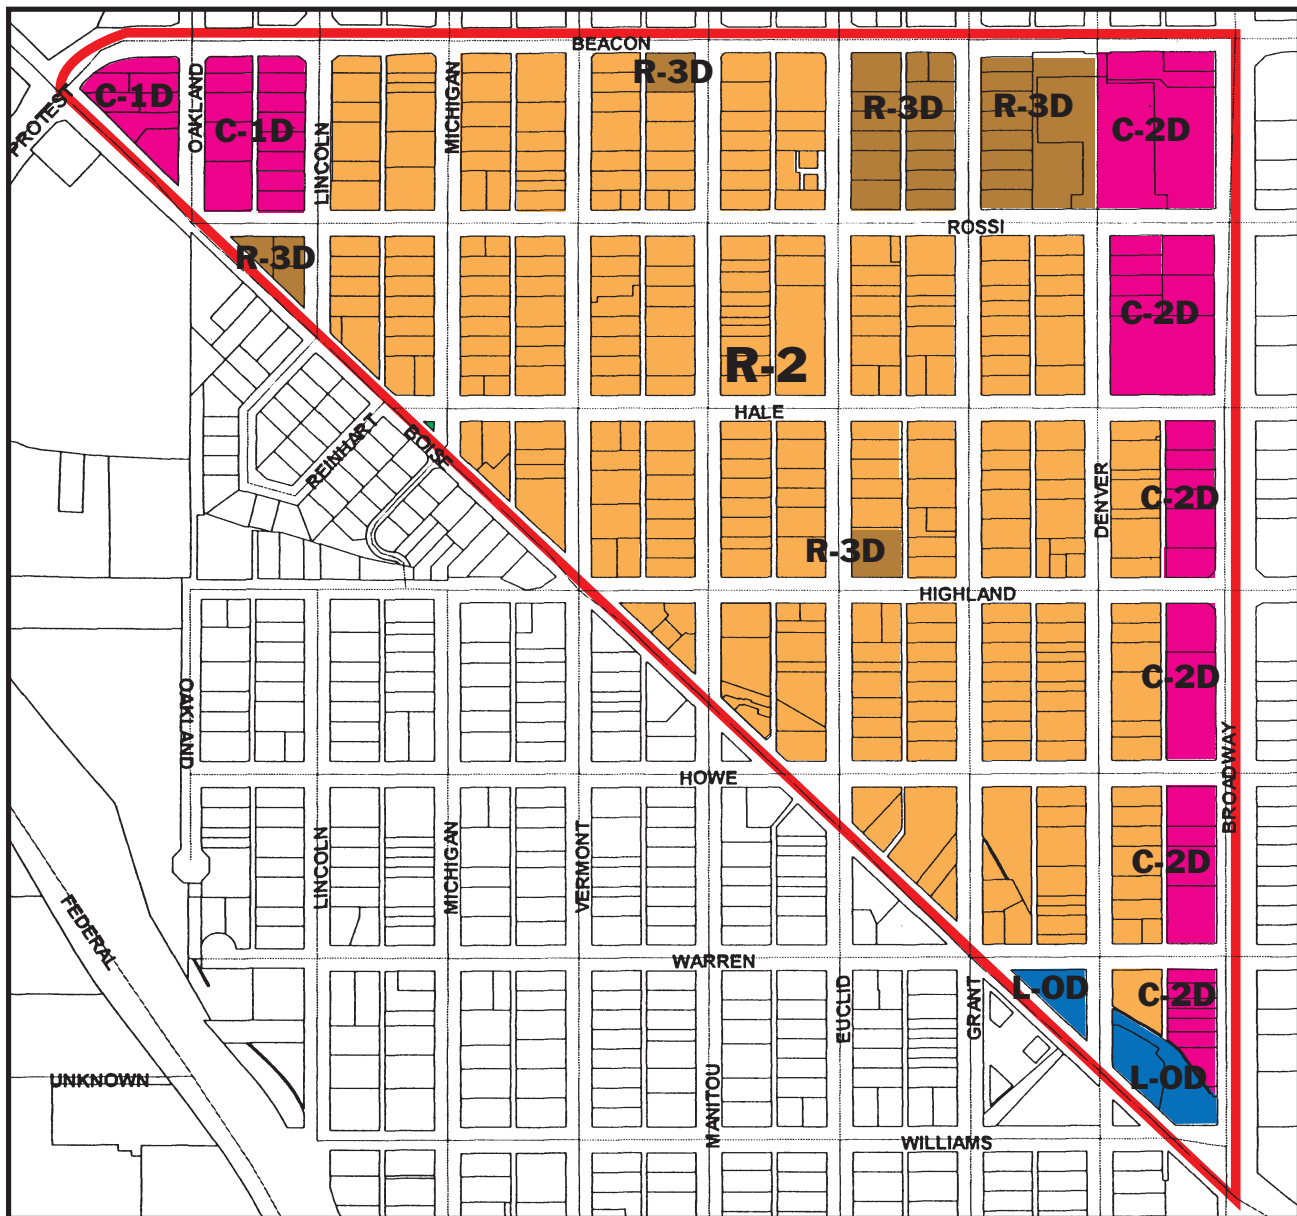 BEACON
R-3D
C-1D
OAKLAND
C-1D
MICHIGAN
R-3D
R-3D
C-2D
PROTEST
LINCOLN
ROSSI
R-3D
C-2D
R-2
HALE
REINHART
BOISE
DENVER
C-2D
R-3D
HIGHLAND
OAKLAND
C-2D
HOWE
BROADWAY
LINCOLN
MICHIGAN
VERMONT
C-2D
FEDERAL
WARREN
EUCLID
GRANT
L-OD
C-2D
UNKNOWN
MANITOU
L-OD
WILLIAMS